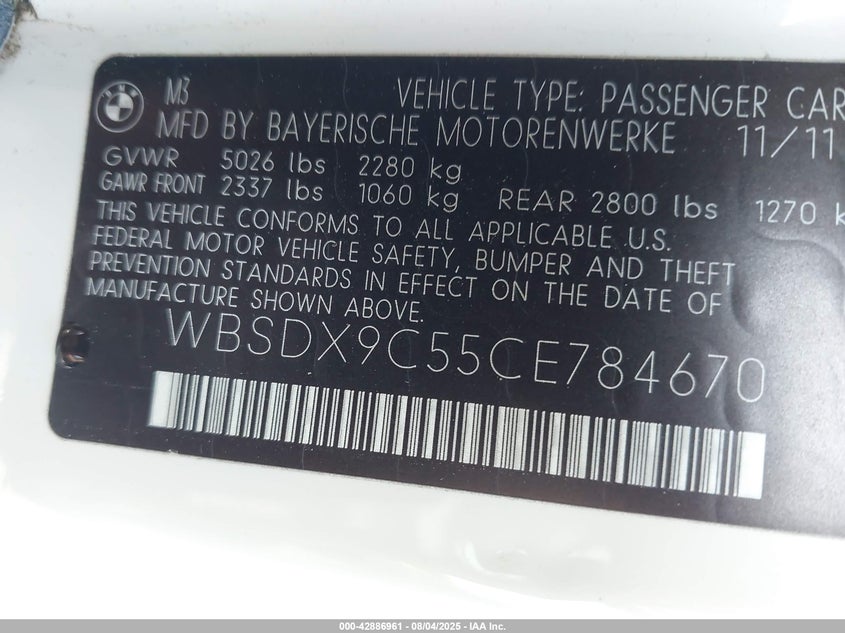 BMW
M3
VEHICLE TYPE: PASSENGER CAR
MFD BY BAYERISCHE MOTORENWERKE 11/11
GVWR 5026 lbs 2280 kg
GAWR FRONT 2337 lbs 1060 kg REAR 2800 lbs 1270 k
THIS VEHICLE CONFORMS TO ALL APPLICABLE U.S.
FEDERAL MOTOR VEHICLE SAFETY, BUMPER AND THEFT
PREVENTION STANDARDS IN EFFECT ON THE DATE OF
MANUFACTURE SHOWN ABOVE.
WBSDX9C55CE784670
000-42886961 | 08/04/2025 - IAA Inc.